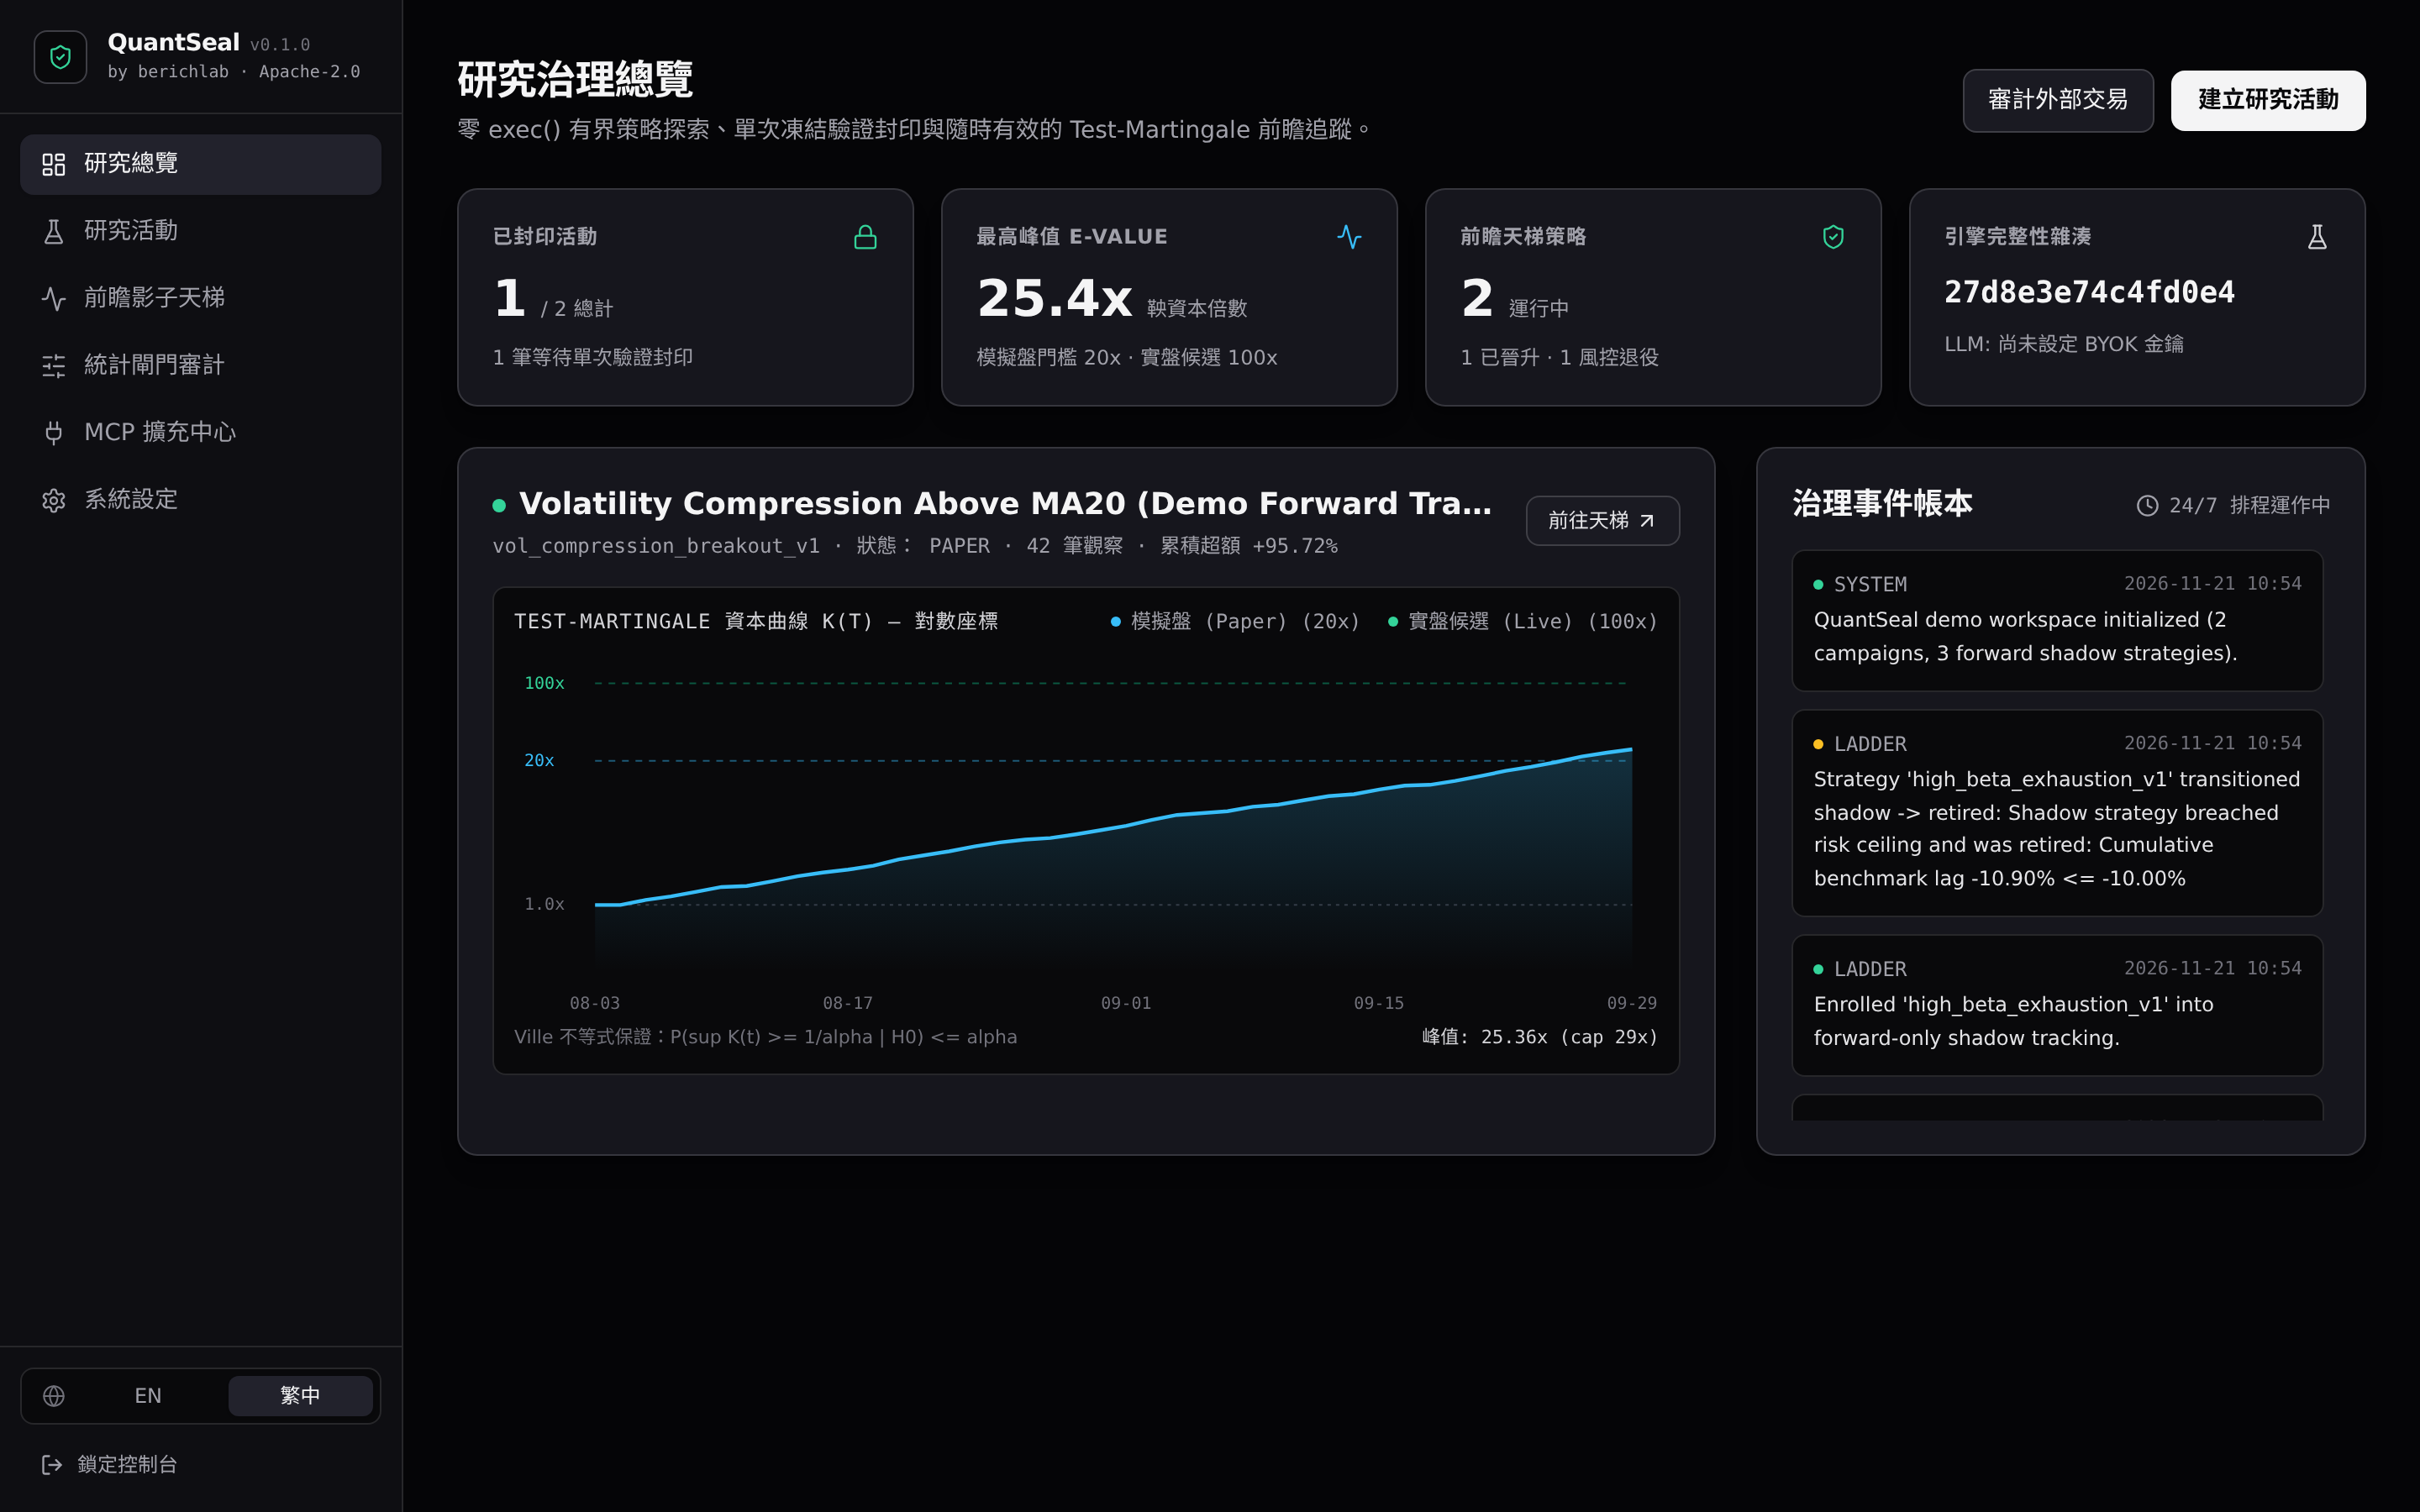 QuantSeal v0.1.0
by berichlab · Apache-2.0
研究總覽
研究活動
前瞻影子天梯
統計閘門審計
MCP 擴充中心
系統設定
EN
繁中
鎖定控制台
研究治理總覽
零 exec() 有界策略探索、單次凍結驗證封印與隨時有效的 Test-Martingale 前瞻追蹤。
審計外部交易
建立研究活動
已封印活動
1 / 2 總計
1 筆等待單次驗證封印
最高峰值 E-VALUE
25.4x 鞅資本倍數
模擬盤門檻 20x · 實盤候選 100x
前瞻天梯策略
2 運行中
1 已晉升 · 1 風控退役
引擎完整性雜湊
27d8e3e74c4fd0e4
LLM: 尚未設定 BYOK 金鑰
Volatility Compression Above MA20 (Demo Forward Tra…
vol_compression_breakout_v1 · 狀態： PAPER · 42 筆觀察 · 累積超額 +95.72%
前往天梯
TEST-MARTINGALE 資本曲線 K(T) — 對數座標
模擬盤 (Paper) (20x)
實盤候選 (Live) (100x)
100x
20x
1.0x
08-03
08-17
09-01
09-15
09-29
Ville 不等式保證：P(sup K(t) >= 1/alpha | H0) <= alpha
峰值: 25.36x (cap 29x)
治理事件帳本
24/7 排程運作中
SYSTEM 2026-11-21 10:54
QuantSeal demo workspace initialized (2
campaigns, 3 forward shadow strategies).
LADDER 2026-11-21 10:54
Strategy 'high_beta_exhaustion_v1' transitioned
shadow -> retired: Shadow strategy breached
risk ceiling and was retired: Cumulative
benchmark lag -10.90% <= -10.00%
LADDER 2026-11-21 10:54
Enrolled 'high_beta_exhaustion_v1' into
forward-only shadow tracking.